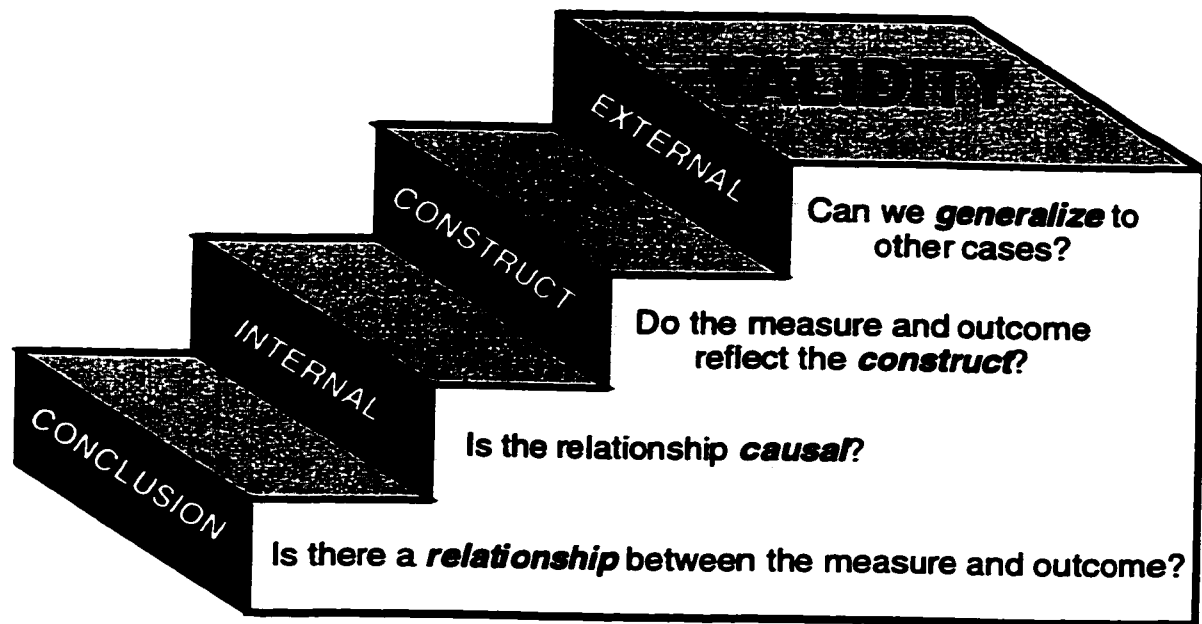 VALIDITY
EXTERNAL
Can we generalize to
other cases?
CONSTRUCT
Do the measure and outcome
reflect the construct?
INTERNAL
Is the relationship causal?
CONCLUSION
Is there a relationship between the measure and outcome?